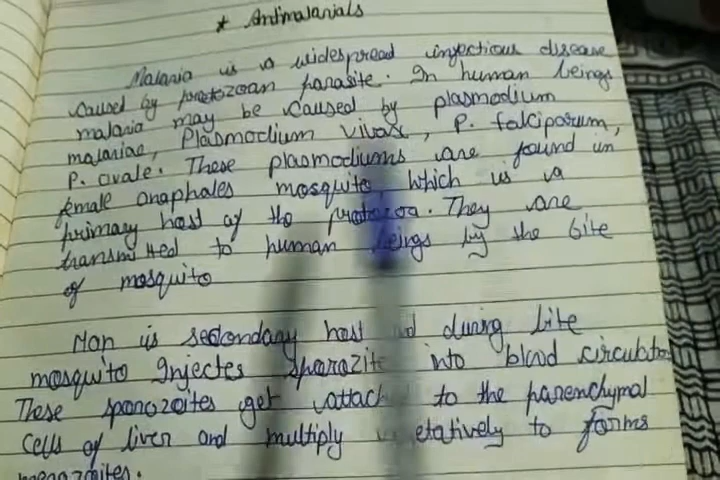 * Antimalarials
Malaria is a widespread infectious disease
caused by protozoan parasite. In human beings
malaria may be caused by plasmodium
malariae, Plasmodium vivax, P. falciparum,
P. ovale. These plasmodiums are found in
female anaphales mosquito, which is a
primary host of the protozoa. They are
transmitted to human beings by the bite
of mosquito
Man is secondary host during bite
mosquito Injectes sporozite into blood
These sporozoites get to the parenchymal
cells of liver and multiply to forms